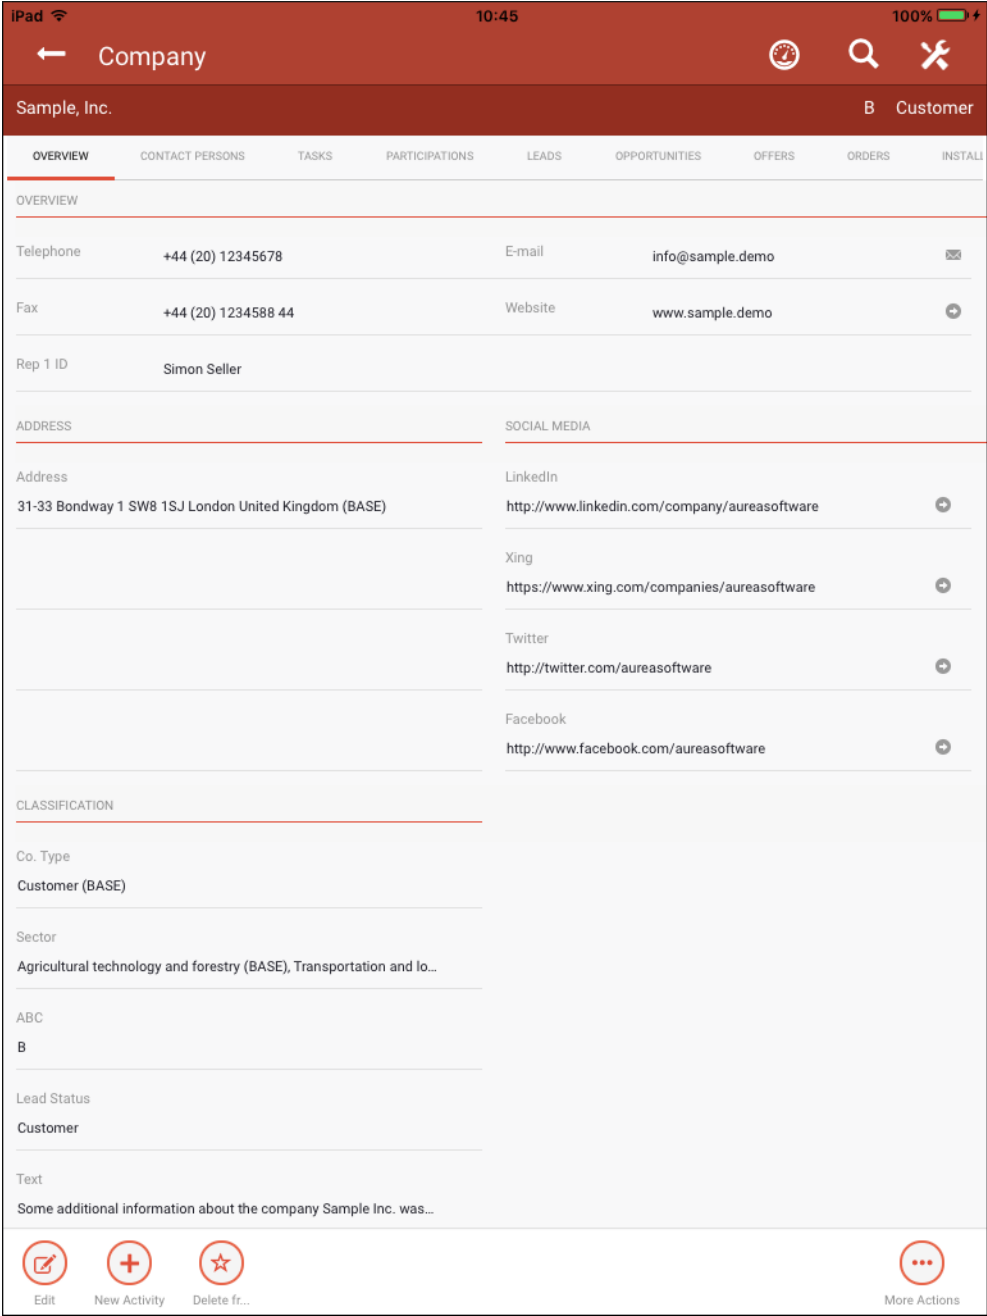 iPad 10:45 100%
Company
Sample, Inc. B Customer
OVERVIEW CONTACT PERSONS TASKS PARTICIPATIONS LEADS OPPORTUNITIES OFFERS ORDERS INSTALL
OVERVIEW
Telephone +44 (20) 12345678 E-mail info@sample.demo
Fax +44 (20) 1234588 44 Website www.sample.demo
Rep 1 ID Simon Seller
ADDRESS SOCIAL MEDIA
Address LinkedIn
31-33 Bondway 1 SW8 1SJ London United Kingdom (BASE) http://www.linkedin.com/company/aureasoftware
Xing
https://www.xing.com/companies/aureasoftware
Twitter
http://twitter.com/aureasoftware
Facebook
http://www.facebook.com/aureasoftware
CLASSIFICATION
Co. Type
Customer (BASE)
Sector
Agricultural technology and forestry (BASE), Transportation and lo...
ABC
B
Lead Status
Customer
Text
Some additional information about the company Sample Inc. was...
Edit New Activity Delete fr... More Actions